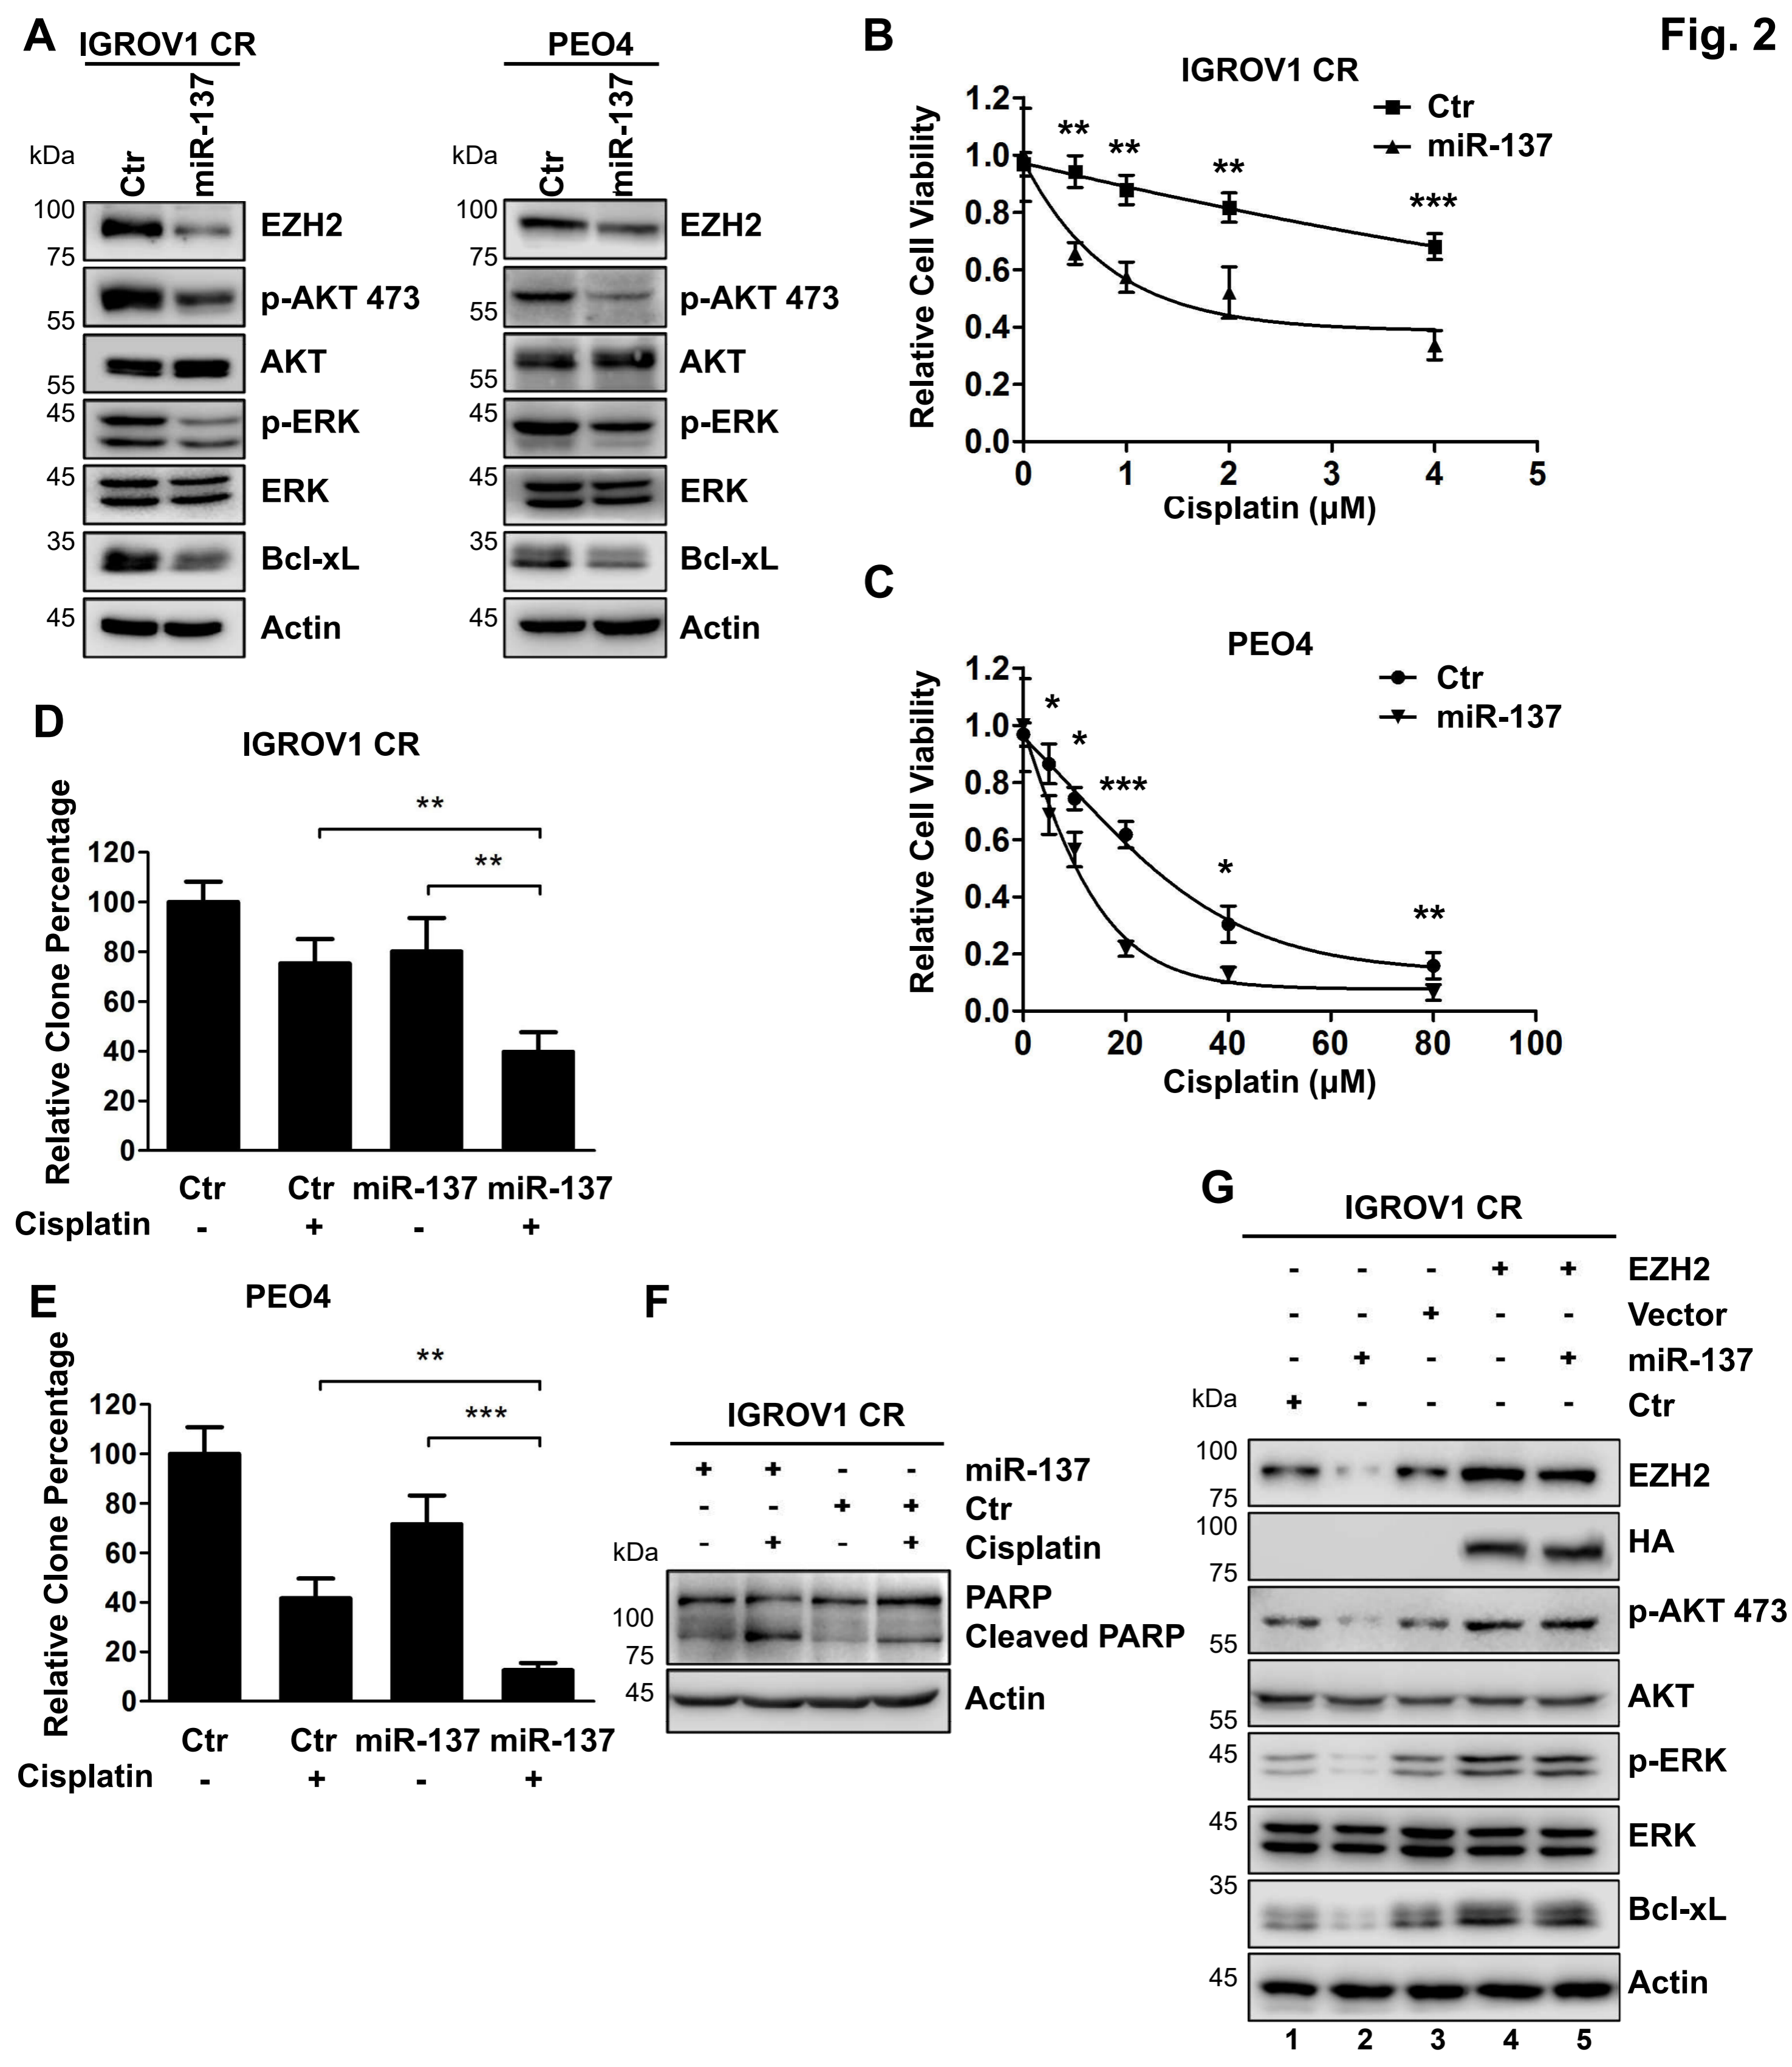 Fig. 2
A
IGROV1 CR
PEO4
kDa
Ctr
miR-137
kDa
Ctr
miR-137
100
75
EZH2
55
p-AKT 473
55
AKT
45
p-ERK
45
ERK
35
Bcl-xL
45
Actin
100
75
EZH2
55
p-AKT 473
55
AKT
45
p-ERK
45
ERK
35
Bcl-xL
45
Actin
B
IGROV1 CR
Ctr
miR-137
Relative Cell Viability
1.2
1.0
0.8
0.6
0.4
0.2
0.0
** ** ** ***
0 1 2 3 4 5
Cisplatin (µM)
C
PEO4
Ctr
miR-137
Relative Cell Viability
1.2
1.0
0.8
0.6
0.4
0.2
0.0
* * *** * **
0 20 40 60 80 100
Cisplatin (µM)
D
IGROV1 CR
Relative Clone Percentage
120
100
80
60
40
20
0
**
**
Ctr Ctr miR-137 miR-137
Cisplatin - + - +
E
PEO4
Relative Clone Percentage
120
100
80
60
40
20
0
**
***
Ctr Ctr miR-137 miR-137
Cisplatin - + - +
F
IGROV1 CR
+ + - - miR-137
- - + + Ctr
- + - + Cisplatin
kDa
PARP
100
Cleaved PARP
75
45
Actin
G
IGROV1 CR
- - - + + EZH2
- - + - - Vector
- + - - + miR-137
kDa + - - - - Ctr
100
75
EZH2
100
75
HA
55
p-AKT 473
55
AKT
45
p-ERK
45
ERK
35
Bcl-xL
45
Actin
1 2 3 4 5